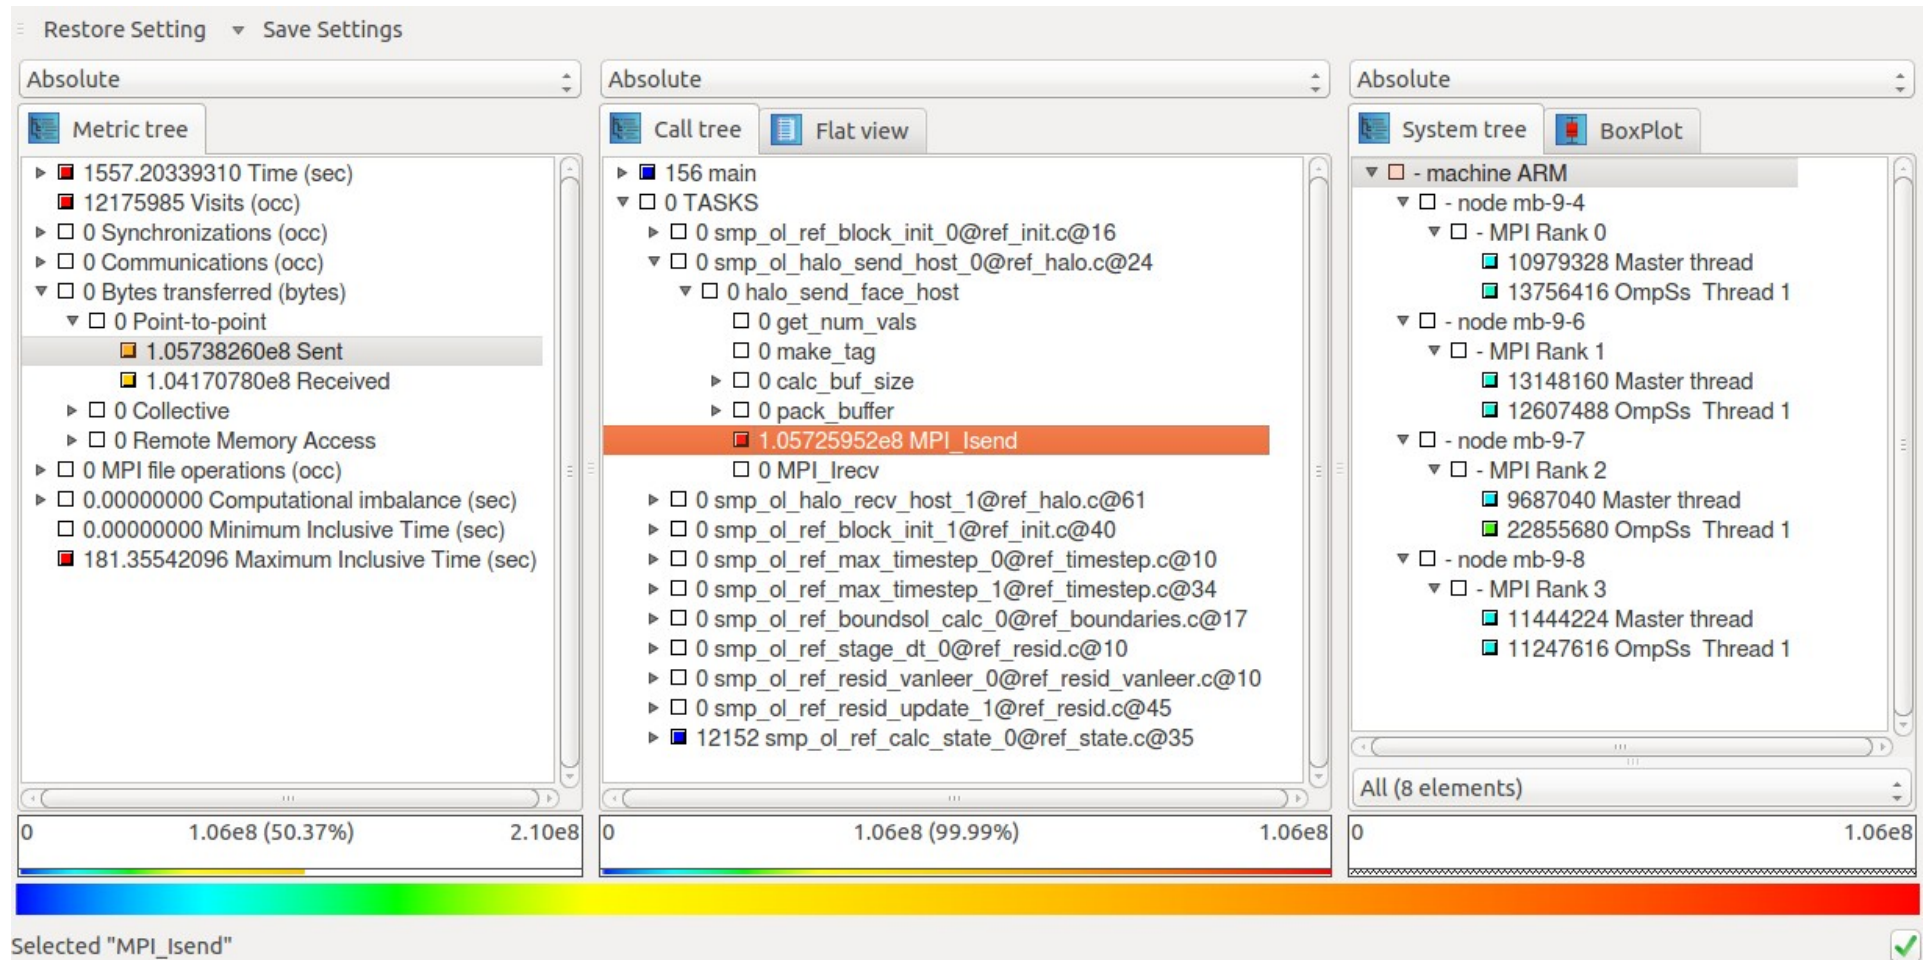 Restore Setting Save Settings
Absolute
Metric tree
1557.20339310 Time (sec)
12175985 Visits (occ)
0 Synchronizations (occ)
0 Communications (occ)
0 Bytes transferred (bytes)
0 Point-to-point
1.05738260e8 Sent
1.04170780e8 Received
0 Collective
0 Remote Memory Access
0 MPI file operations (occ)
0.00000000 Computational imbalance (sec)
0.00000000 Minimum Inclusive Time (sec)
181.35542096 Maximum Inclusive Time (sec)
0 1.06e8 (50.37%) 2.10e8
Absolute
Call tree Flat view
156 main
0 TASKS
0 smp_ol_ref_block_init_0@ref_init.c@16
0 smp_ol_halo_send_host_0@ref_halo.c@24
0 halo_send_face_host
0 get_num_vals
0 make_tag
0 calc_buf_size
0 pack_buffer
1.05725952e8 MPI_Isend
0 MPI_Irecv
0 smp_ol_halo_recv_host_1@ref_halo.c@61
0 smp_ol_ref_block_init_1@ref_init.c@40
0 smp_ol_ref_max_timestep_0@ref_timestep.c@10
0 smp_ol_ref_max_timestep_1@ref_timestep.c@34
0 smp_ol_ref_boundsol_calc_0@ref_boundaries.c@17
0 smp_ol_ref_stage_dt_0@ref_resid.c@10
0 smp_ol_ref_resid_vanleer_0@ref_resid_vanleer.c@10
0 smp_ol_ref_resid_update_1@ref_resid.c@45
12152 smp_ol_ref_calc_state_0@ref_state.c@35
0 1.06e8 (99.99%) 1.06e8
Absolute
System tree BoxPlot
- machine ARM
- node mb-9-4
- MPI Rank 0
10979328 Master thread
13756416 OmpSs Thread 1
- node mb-9-6
- MPI Rank 1
13148160 Master thread
12607488 OmpSs Thread 1
- node mb-9-7
- MPI Rank 2
9687040 Master thread
22855680 OmpSs Thread 1
- node mb-9-8
- MPI Rank 3
11444224 Master thread
11247616 OmpSs Thread 1
All (8 elements)
0 1.06e8
Selected "MPI_Isend"